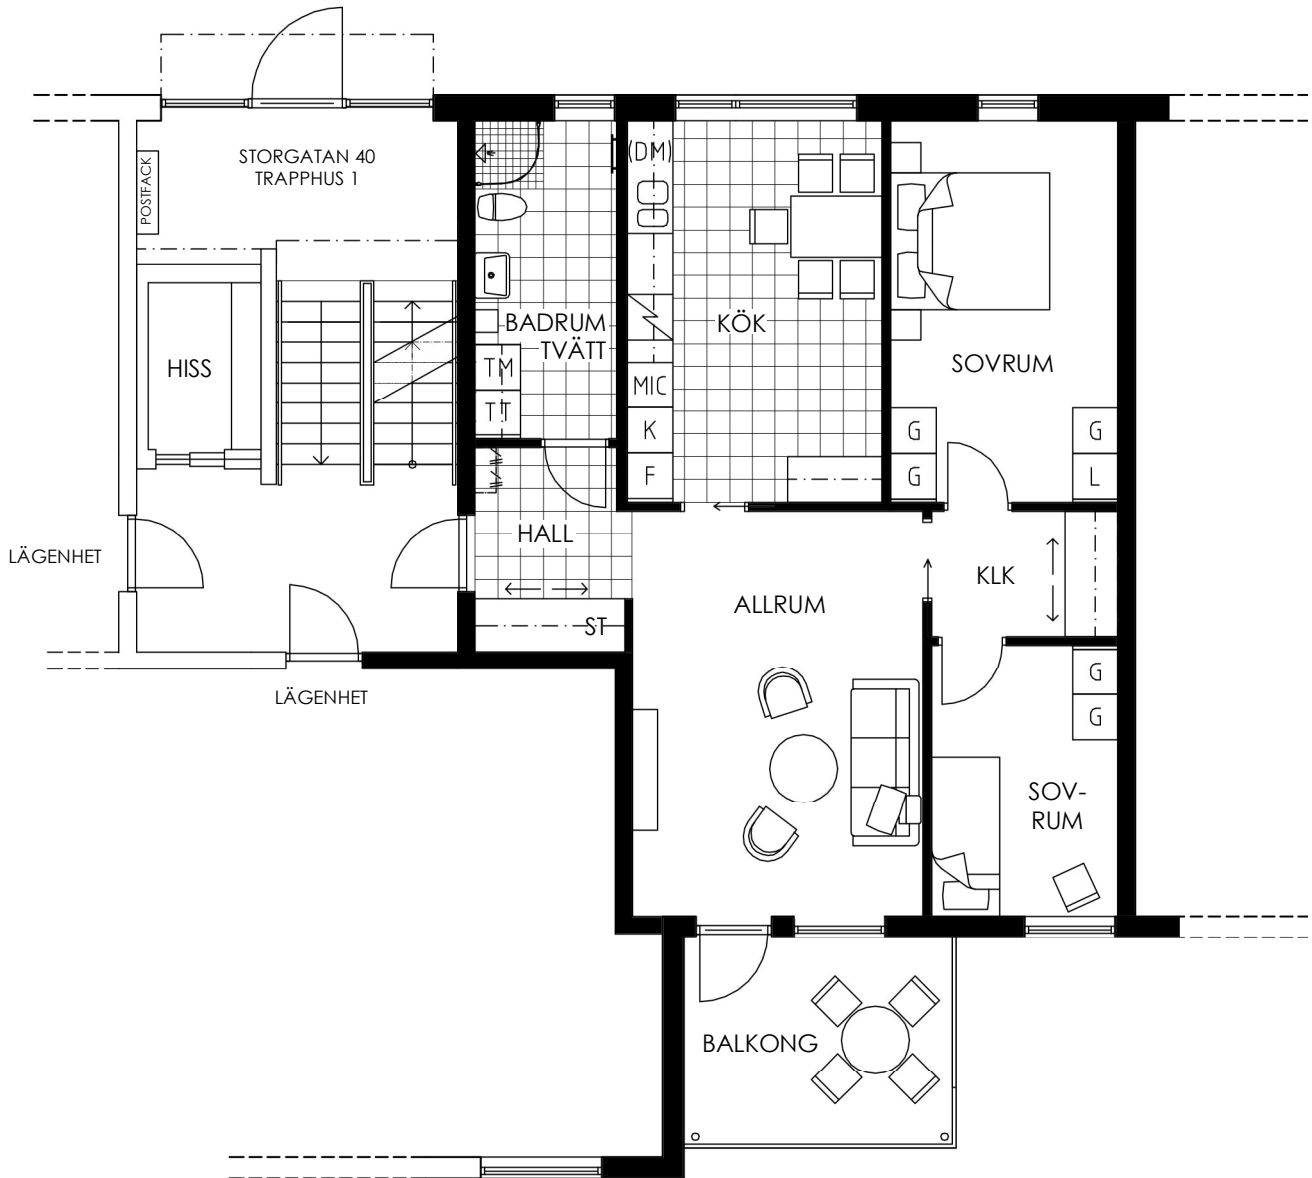 STORGATAN 40
TRAPPHUS 1
POSTFACK
HISS
BADRUM
TVÄTT
TM
TT
(DM)
KÖK
MIC
K
F
SOVRUM
G
G
G
L
HALL
ST
LÄGENHET
LÄGENHET
ALLRUM
KLK
G
G
SOV-
RUM
BALKONG